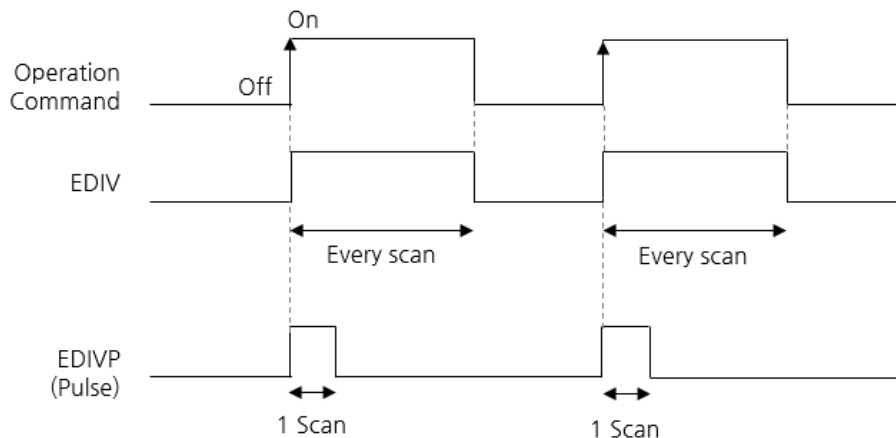 On
Operation
Command
Off
EDIV
Every scan
Every scan
EDIVP
(Pulse)
1 Scan
1 Scan